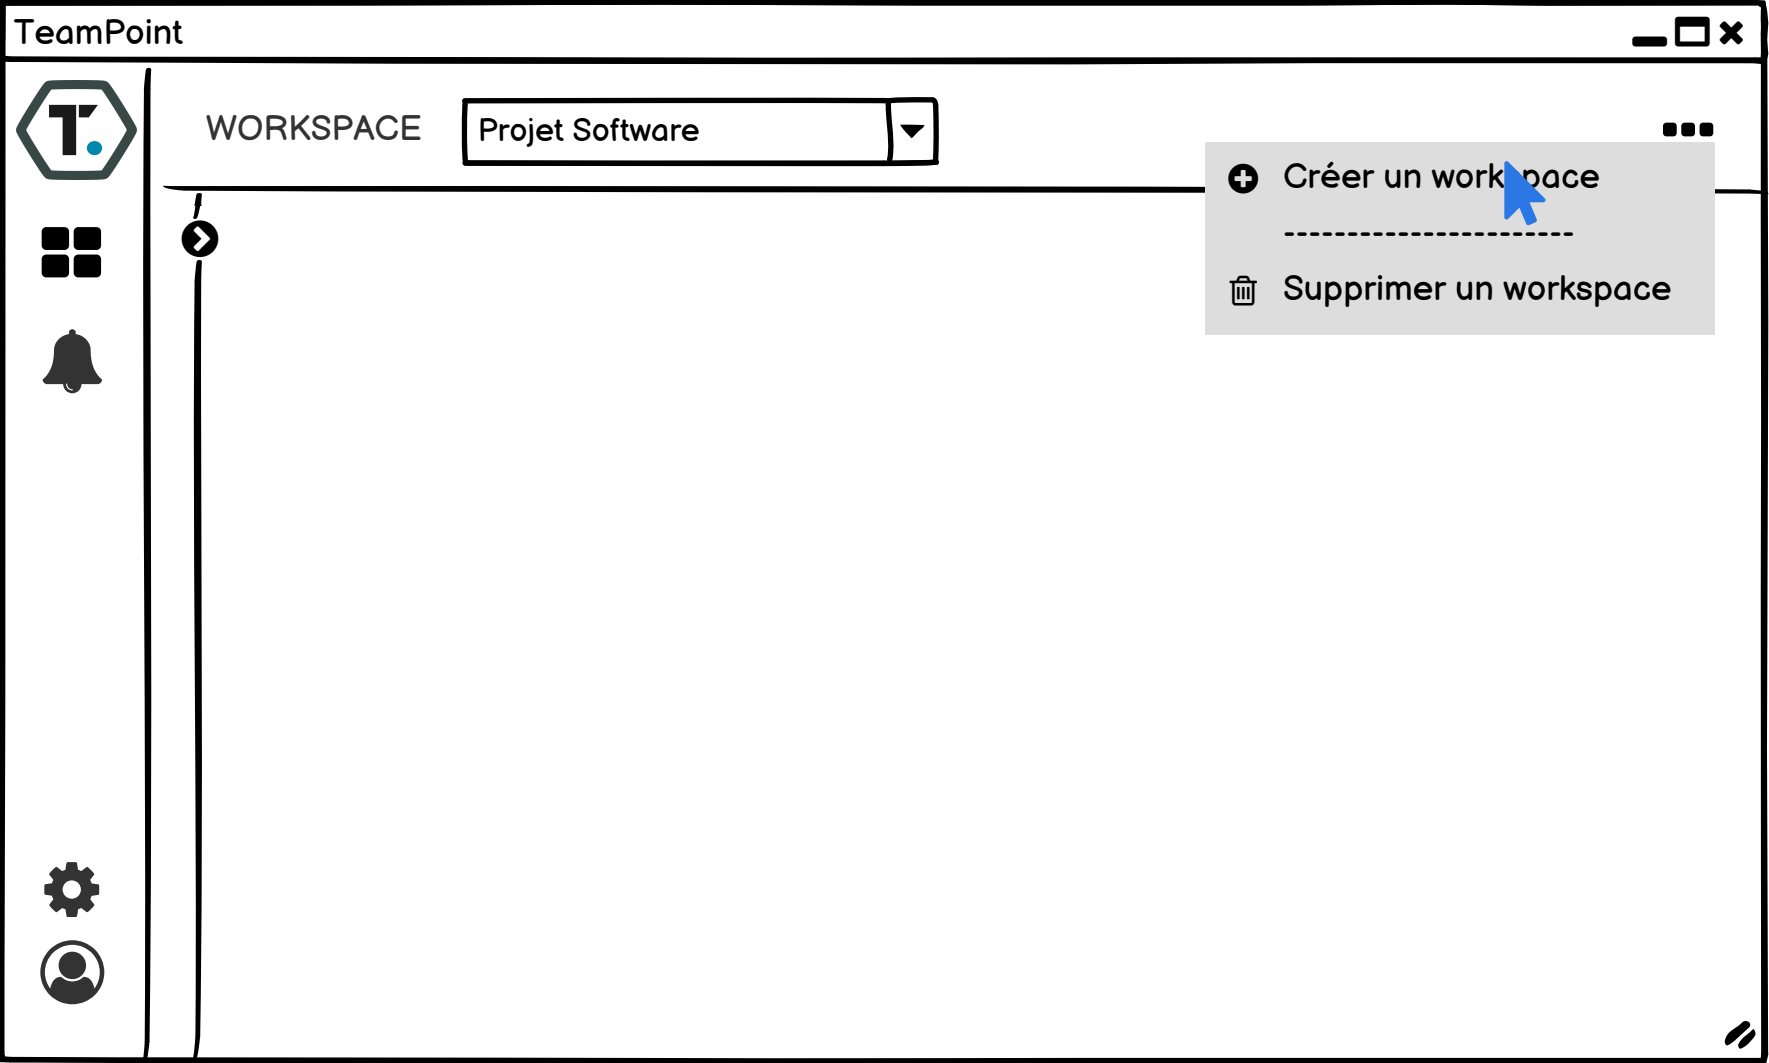 TeamPoint
T.
WORKSPACE
Projet Software
Créer un workspace
-----------------------
Supprimer un workspace